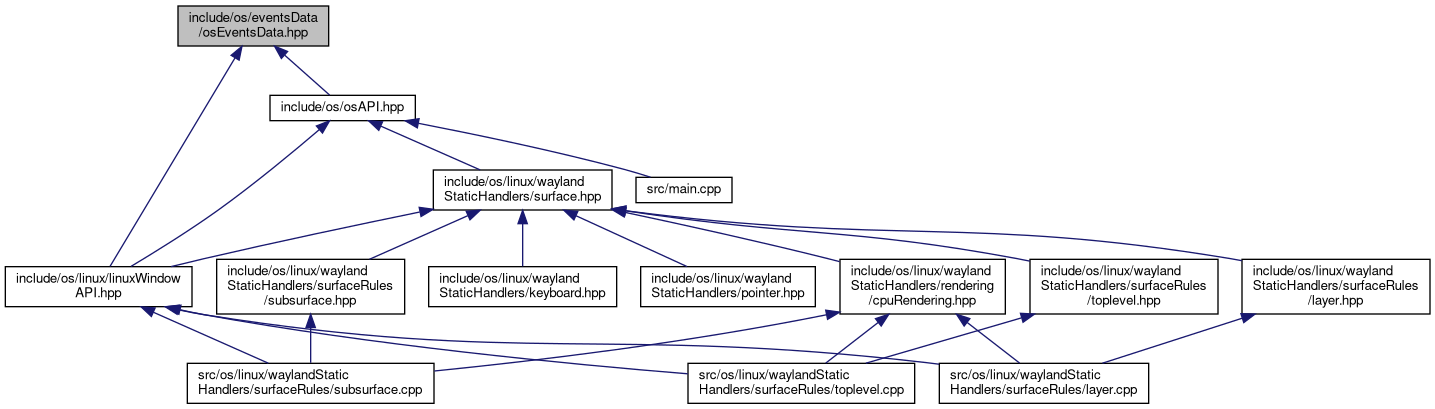 include/os/eventsData
/osEventsData.hpp
include/os/osAPI.hpp
include/os/linux/wayland
StaticHandlers/surface.hpp
src/main.cpp
include/os/linux/linuxWindow
API.hpp
include/os/linux/wayland
StaticHandlers/surfaceRules
/subsurface.hpp
include/os/linux/wayland
StaticHandlers/keyboard.hpp
include/os/linux/wayland
StaticHandlers/pointer.hpp
include/os/linux/wayland
StaticHandlers/rendering
/cpuRendering.hpp
include/os/linux/wayland
StaticHandlers/surfaceRules
/toplevel.hpp
include/os/linux/wayland
StaticHandlers/surfaceRules
/layer.hpp
src/os/linux/waylandStatic
Handlers/surfaceRules/subsurface.cpp
src/os/linux/waylandStatic
Handlers/surfaceRules/toplevel.cpp
src/os/linux/waylandStatic
Handlers/surfaceRules/layer.cpp